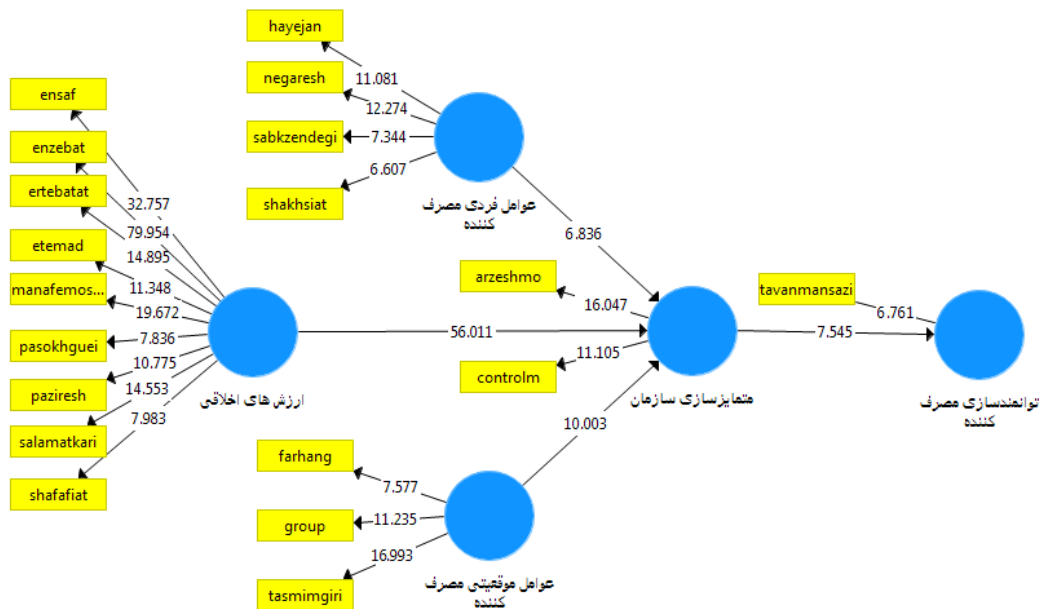 hayejan
negaresh
sabkzendegi
shakhsiat
11.081
12.274
7.344
6.607
عوامل فردی مصرف
کننده
ensaf
enzebat
ertebatat
etemad
manafemos...
pasokhguei
paziresh
salamatkari
shafafiat
32.757
79.954
14.895
11.348
19.672
7.836
10.775
14.553
7.983
ارزش های اخلاقی
6.836
56.011
10.003
arzeshmo
controlm
16.047
11.105
متمایزسازی سازمان
7.545
tavanmansazi
6.761
توانمندسازی مصرف
کننده
farhang
group
tasmimgiri
7.577
11.235
16.993
عوامل موقعیتی مصرف
کننده